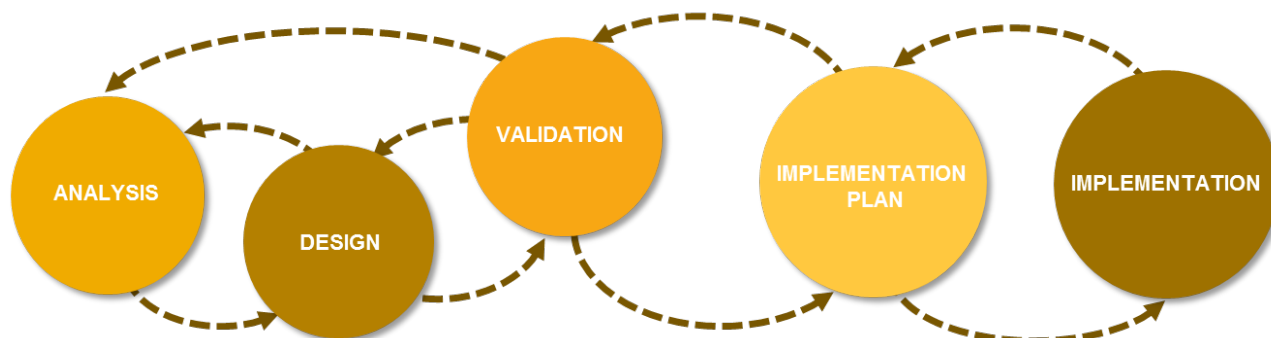 ANALYSIS
DESIGN
VALIDATION
IMPLEMENTATION
PLAN
IMPLEMENTATION